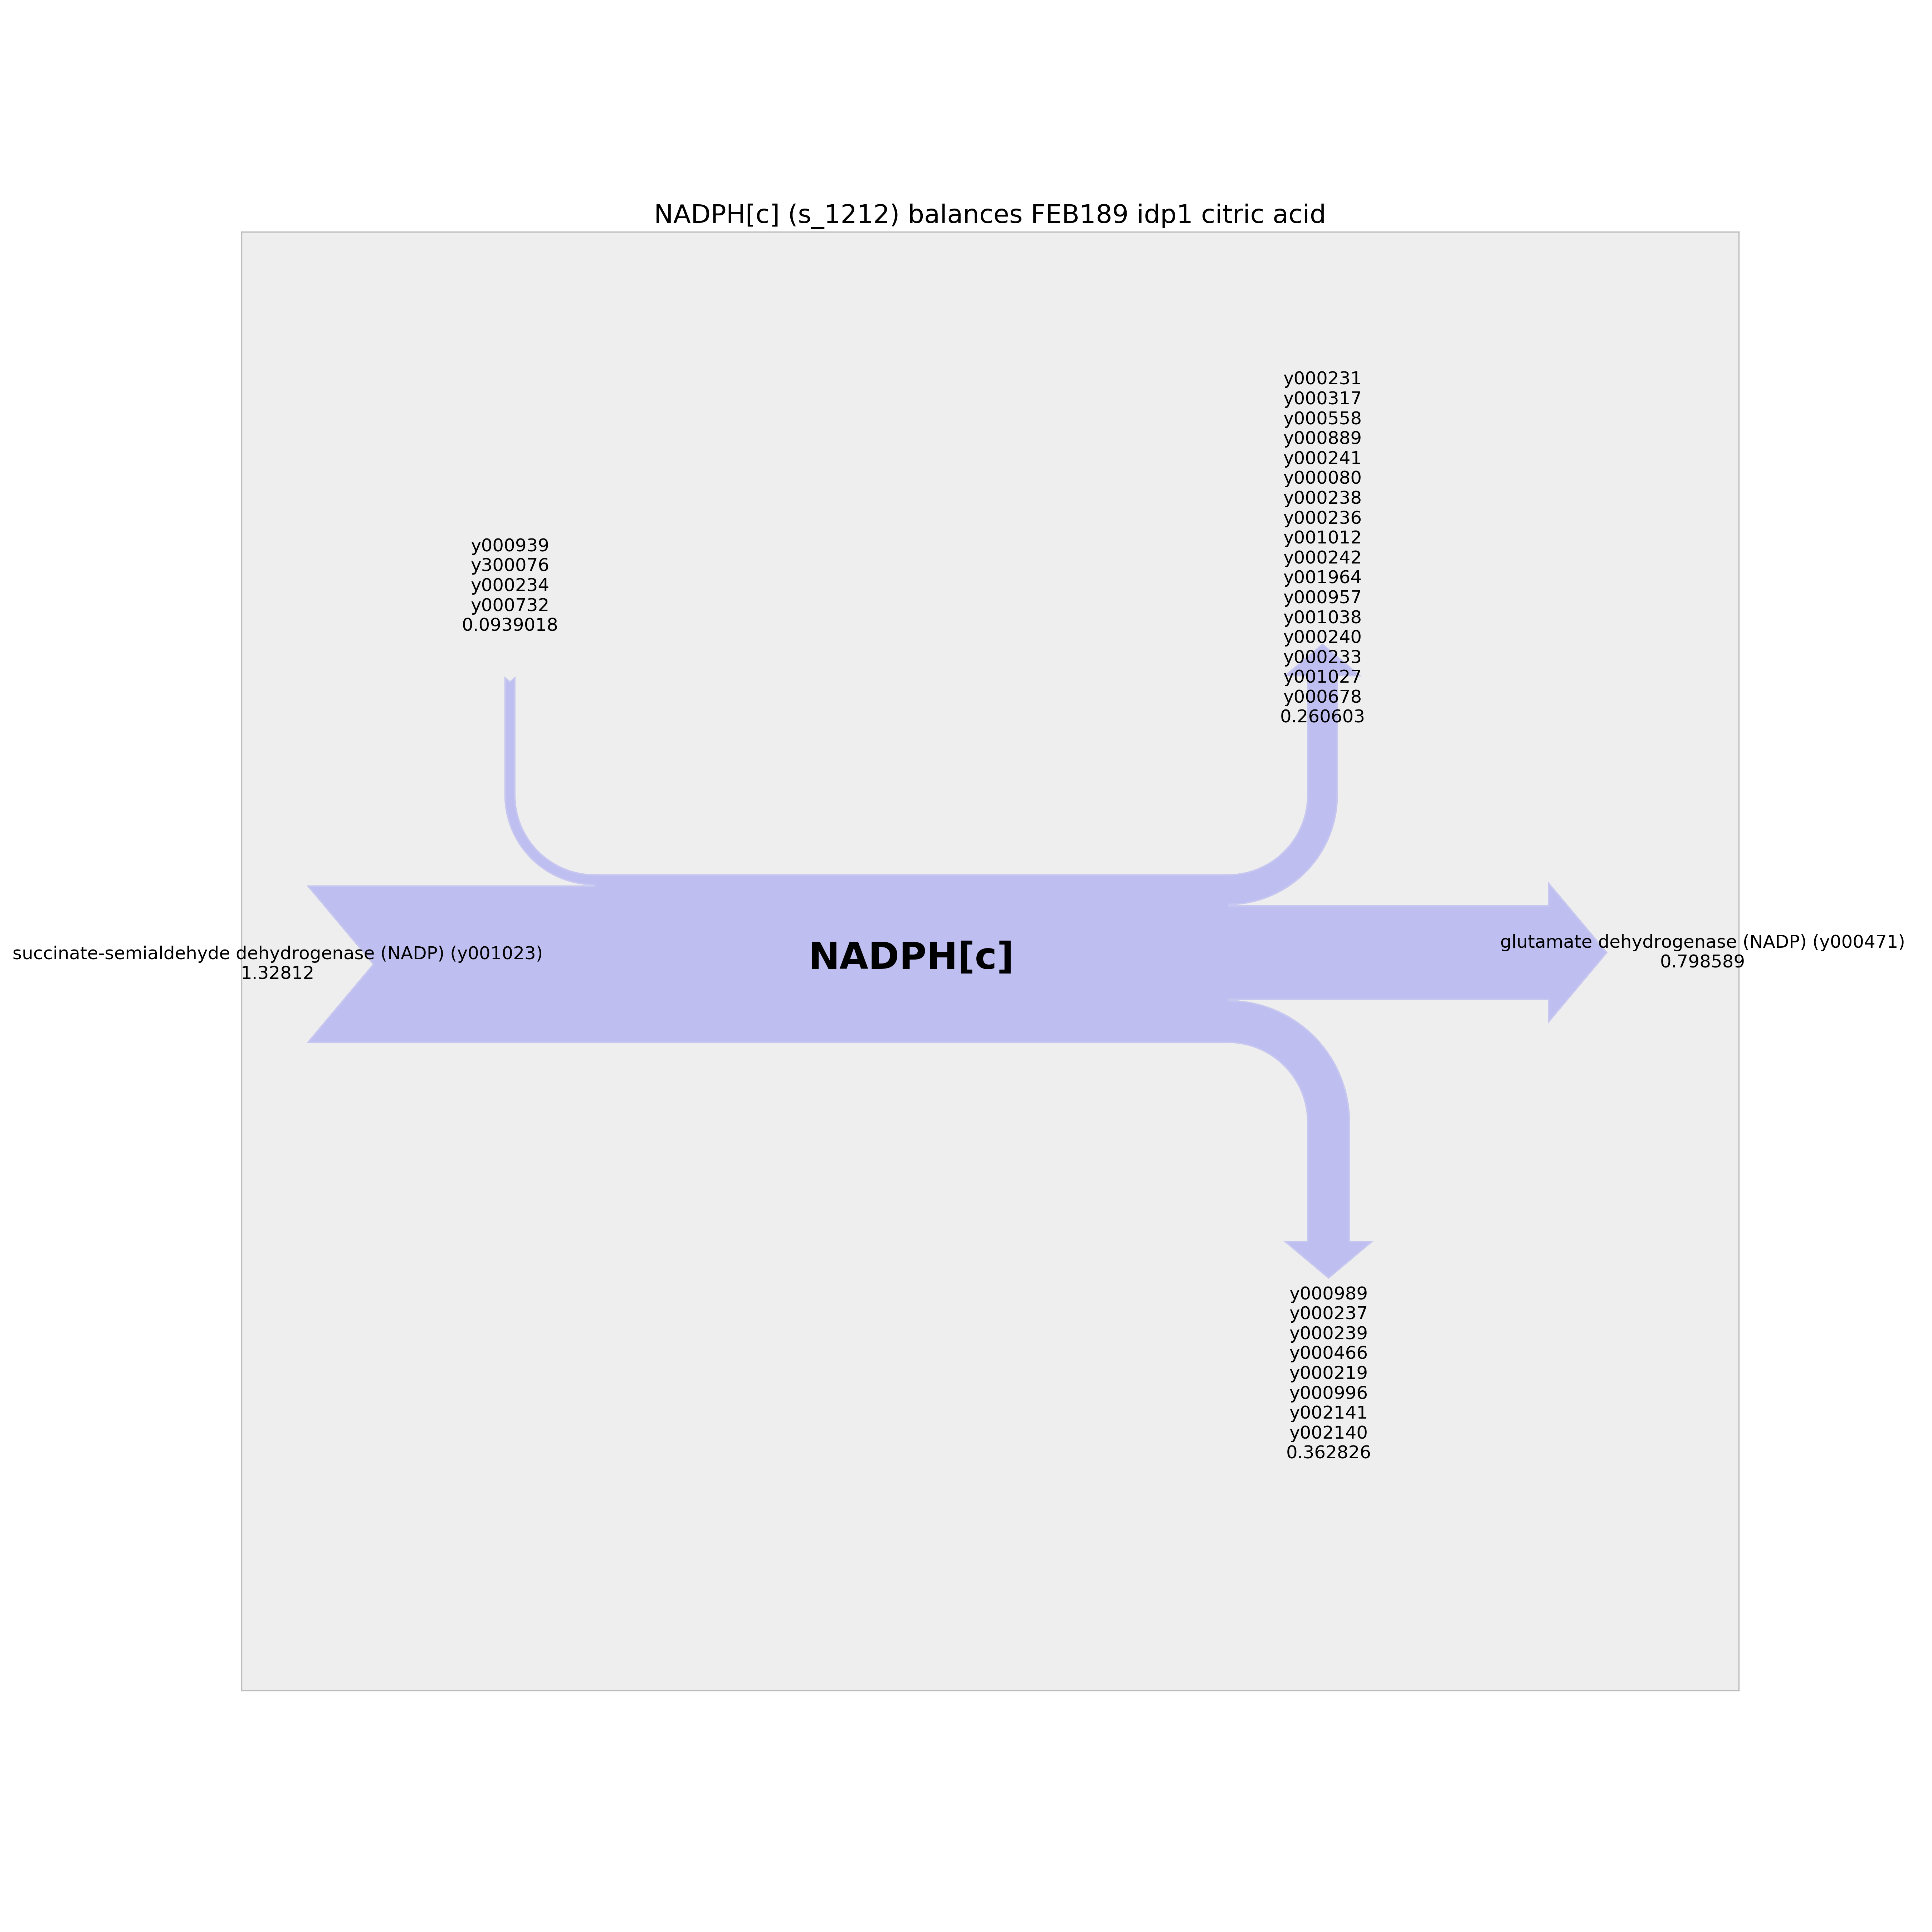 NADPH[c] (s_1212) balances FEB189 idp1 citric acid
y000231
y000317
y000558
y000889
y000241
y000080
y000238
y000236
y001012
y000242
y001964
y000957
y001038
y000240
y000233
y001027
y000678
0.260603
y000939
y300076
y000234
y000732
0.0939018
succinate-semialdehyde dehydrogenase (NADP) (y001023)
1.32812
NADPH[c]
glutamate dehydrogenase (NADP) (y000471)
0.798589
y000989
y000237
y000239
y000466
y000219
y000996
y002141
y002140
0.362826